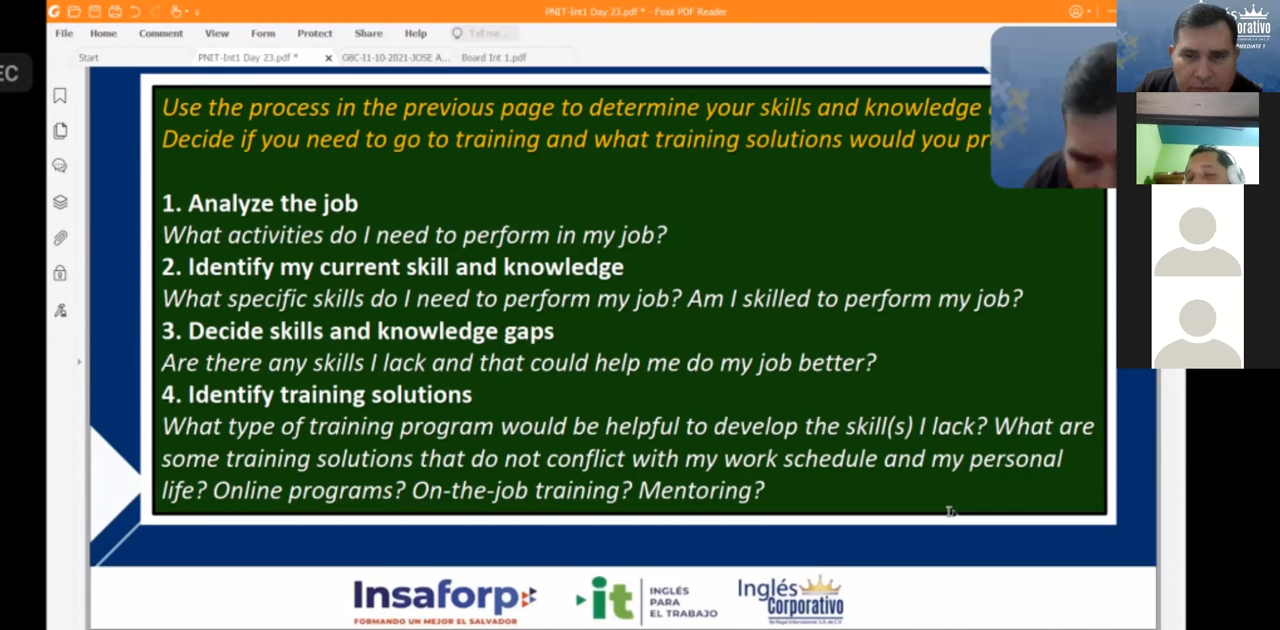 PNIT-Int1 Day 23.pdf * - Foxit PDF Reader
EC
File Home Comment View Form Protect Share Help Tell me...
Start PNIT-Int1 Day 23.pdf * x G8C-I1-10-2021-JOSE A... Board Int 1.pdf
Use the process in the previous page to determine your skills and knowledge
Decide if you need to go to training and what training solutions would you
1. Analyze the job
What activities do I need to perform in my job?
2. Identify my current skill and knowledge
What specific skills do I need to perform my job? Am I skilled to perform my job?
3. Decide skills and knowledge gaps
Are there any skills I lack and that could help me do my job better?
4. Identify training solutions
What type of training program would be helpful to develop the skill(s) I lack? What are
some training solutions that do not conflict with my work schedule and my personal
life? Online programs? On-the-job training? Mentoring?
Insaforp
FORMANDO UN MEJOR EL SALVADOR
it
INGLÉS
PARA
EL TRABAJO
Inglés
Corporativo